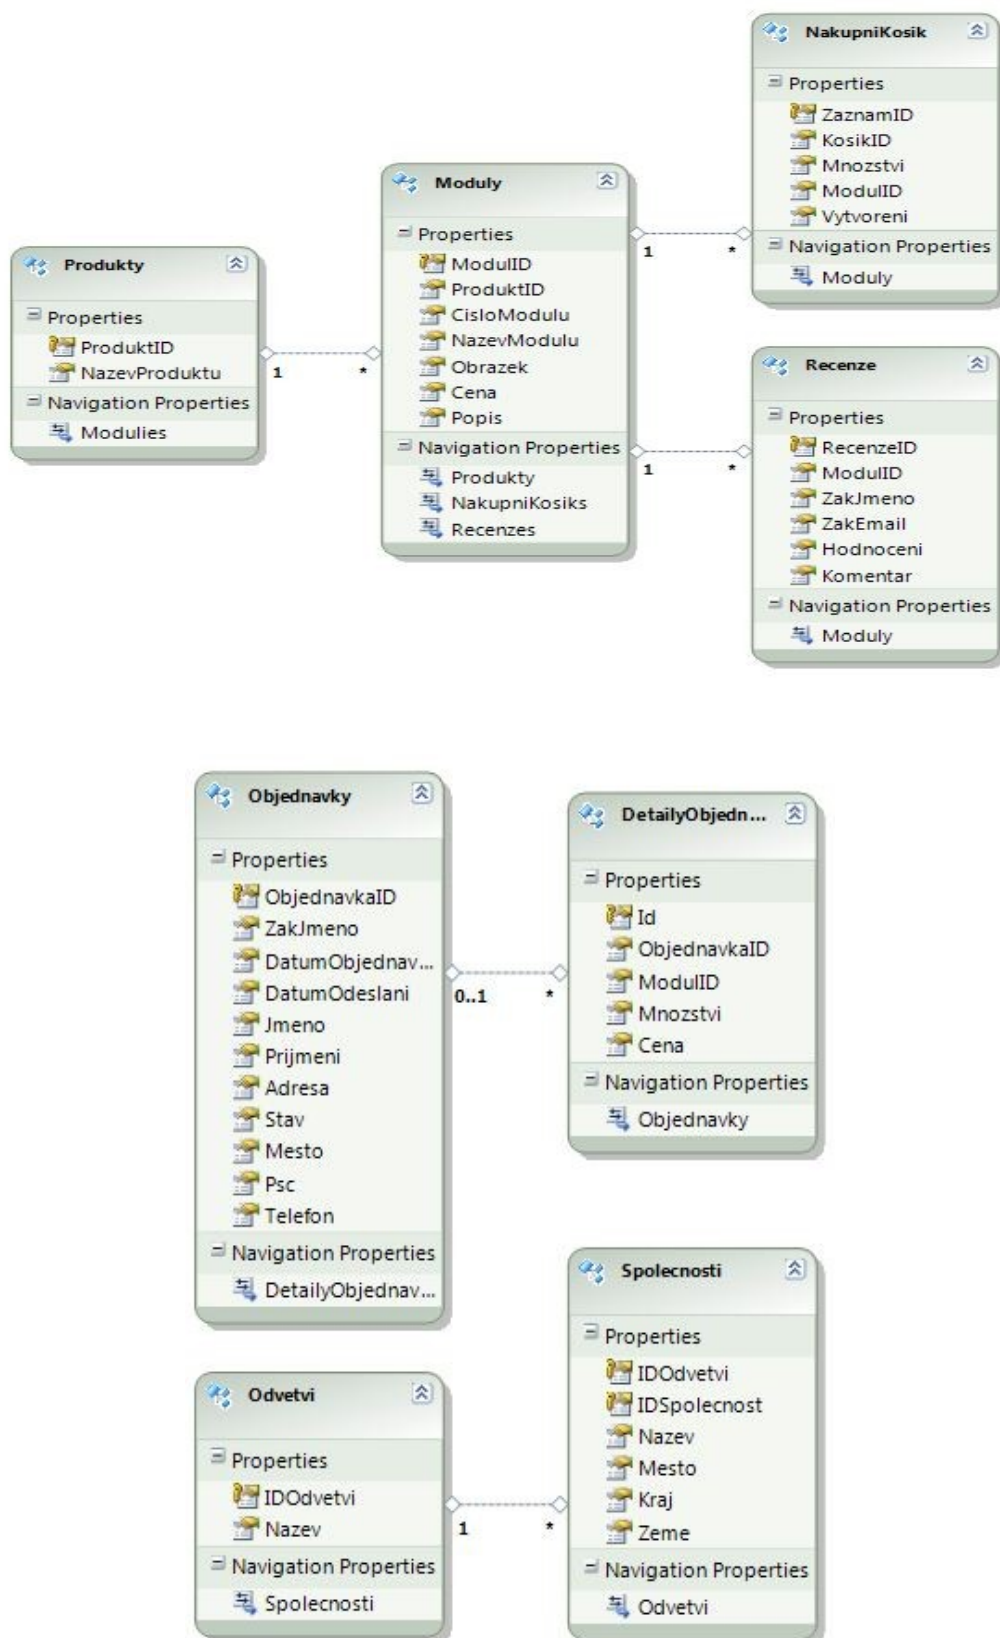 Produkty
Properties
ProduktID
NazevProduktu
Navigation Properties
Modulies
1
*
Moduly
Properties
ModulID
ProduktID
CisloModulu
NazevModulu
Obrazek
Cena
Popis
Navigation Properties
Produkty
NakupniKosiks
Recenzes
1
*
1
*
NakupniKosik
Properties
ZaznamID
KosikID
Mnozstvi
ModulID
Vytvoreni
Navigation Properties
Moduly
Recenze
Properties
RecenzeID
ModulID
ZakJmeno
ZakEmail
Hodnoceni
Komentar
Navigation Properties
Moduly
Objednavky
Properties
ObjednavkaID
ZakJmeno
DatumObjednav...
DatumOdeslani
Jmeno
Prijmeni
Adresa
Stav
Mesto
Psc
Telefon
Navigation Properties
DetailyObjednav...
0..1
*
DetailyObjedn...
Properties
Id
ObjednavkaID
ModulID
Mnozstvi
Cena
Navigation Properties
Objednavky
Odvetvi
Properties
IDOdvetvi
Nazev
Navigation Properties
Spolecnosti
1
*
Spolecnosti
Properties
IDOdvetvi
IDSpolecnost
Nazev
Mesto
Kraj
Zeme
Navigation Properties
Odvetvi